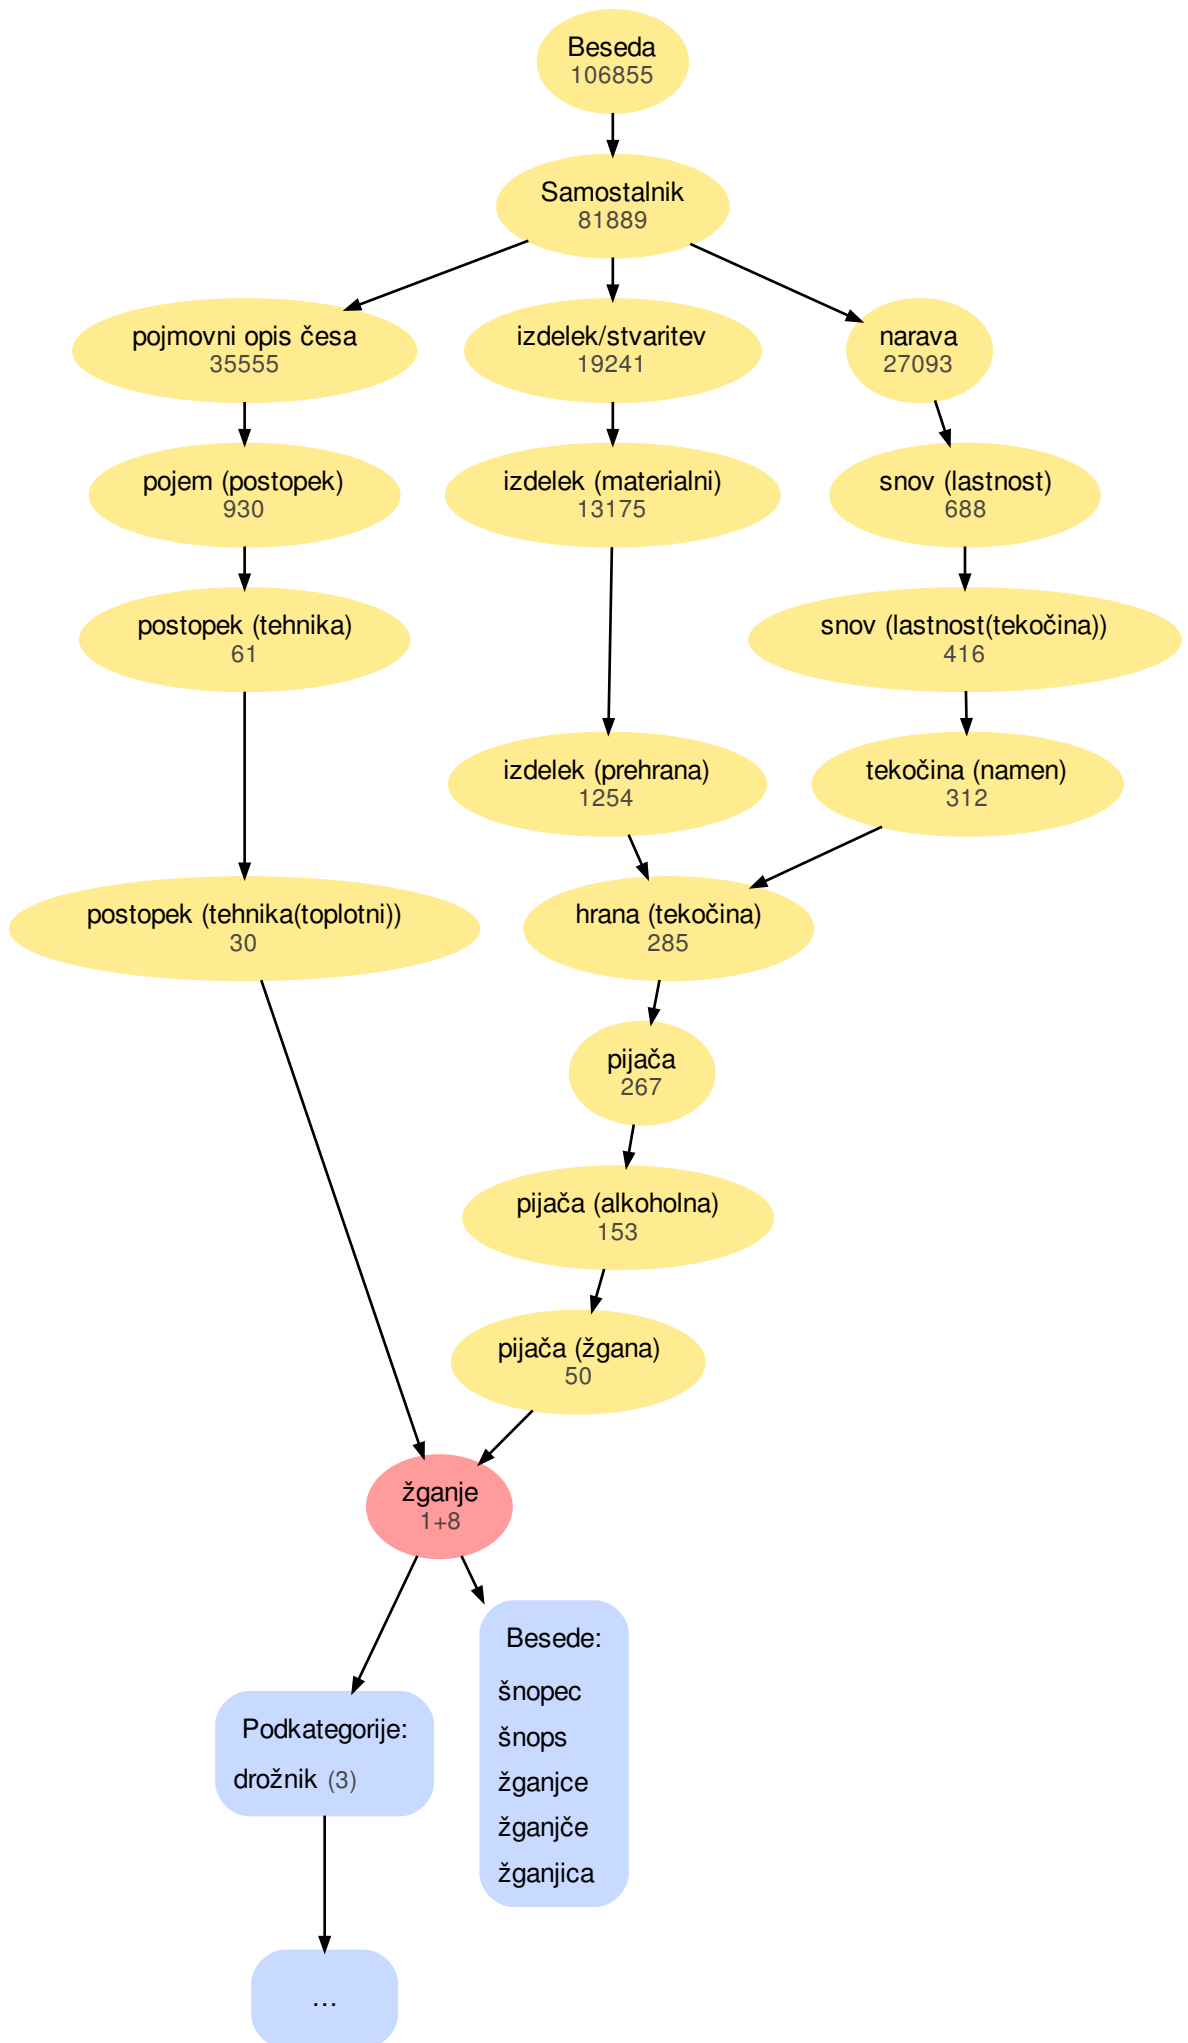 Beseda
106855
Samostalnik
81889
pojmovni opis česa
35555
izdelek/stvaritev
19241
narava
27093
pojem (postopek)
930
izdelek (materialni)
13175
snov (lastnost)
688
postopek (tehnika)
61
snov (lastnost(tekočina))
416
izdelek (prehrana)
1254
tekočina (namen)
312
postopek (tehnika(toplotni))
30
hrana (tekočina)
285
pijača
267
pijača (alkoholna)
153
pijača (žgana)
50
žganje
1+8
Besede:
šnopec
šnops
žganjce
žganjče
žganjica
Podkategorije:
drožnik (3)
...